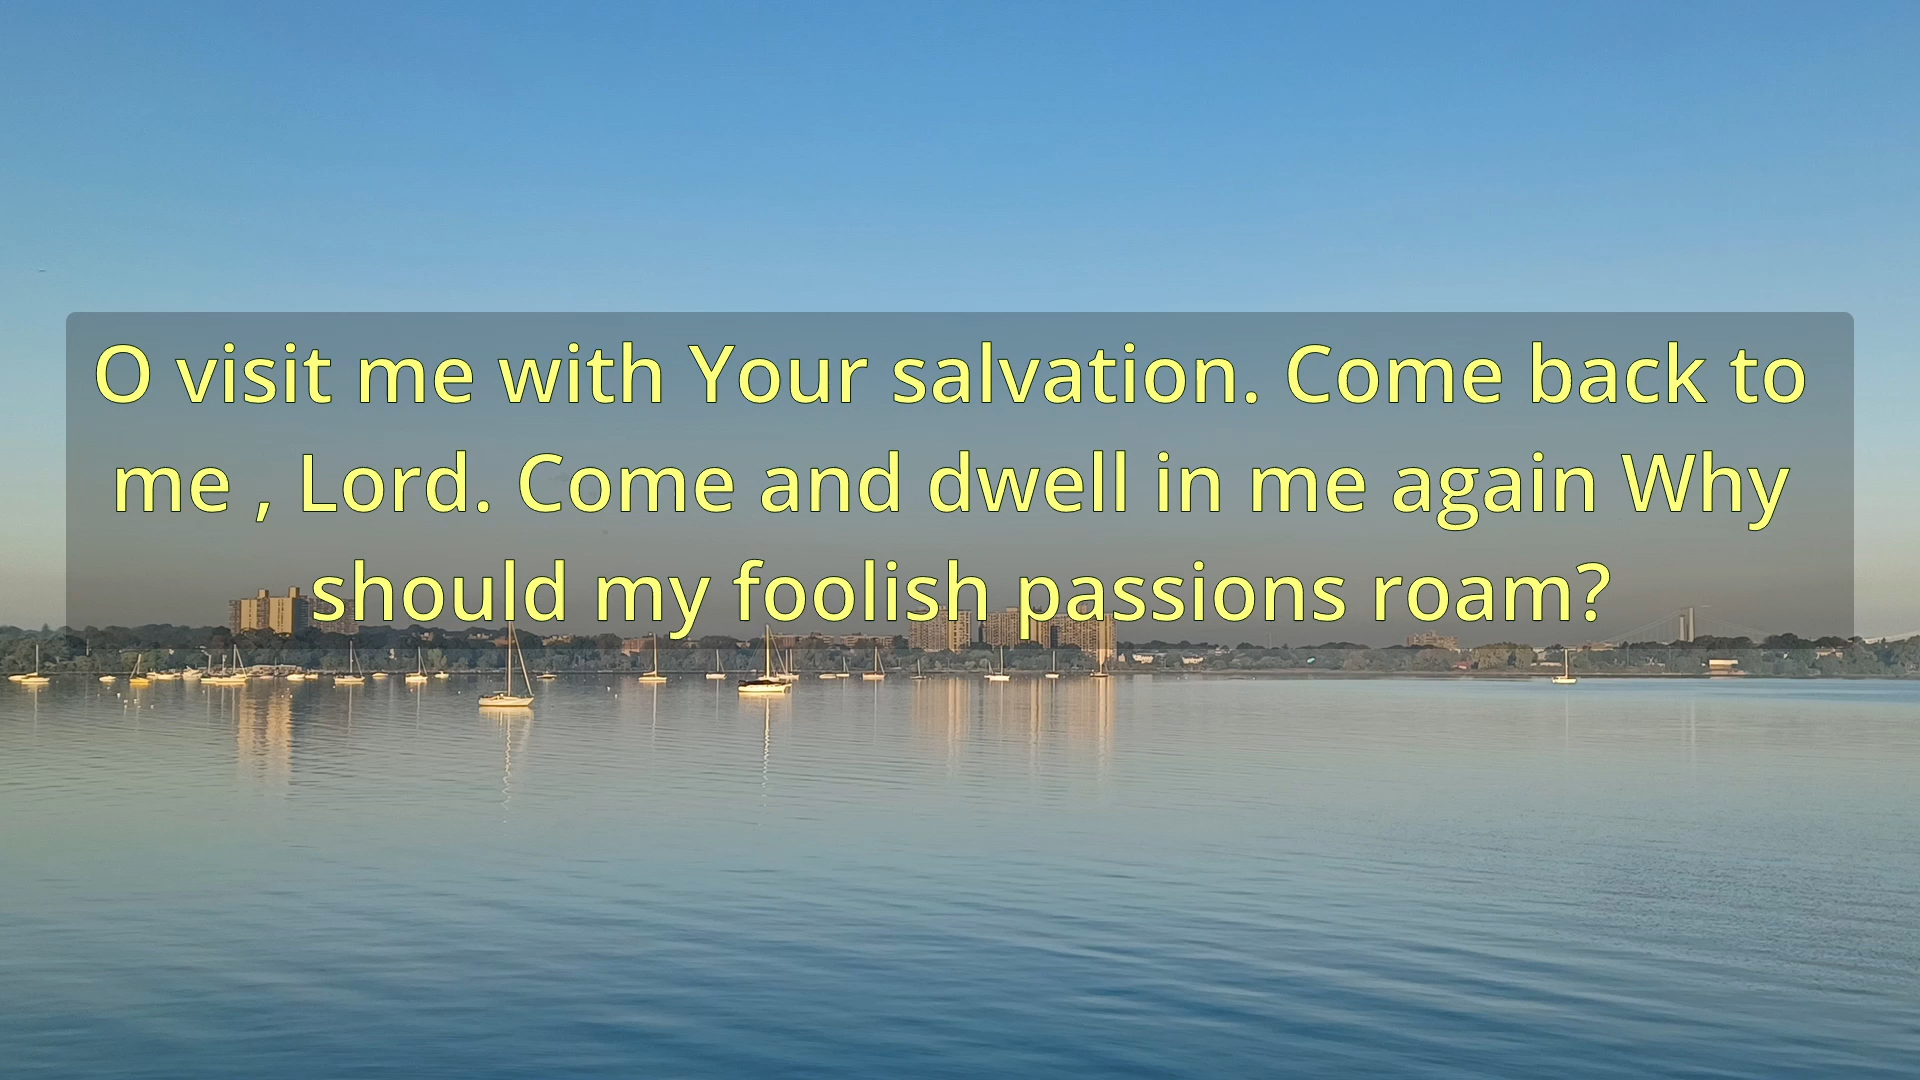 O visit me with Your salvation. Come back to
me , Lord. Come and dwell in me again Why
should my foolish passions roam?